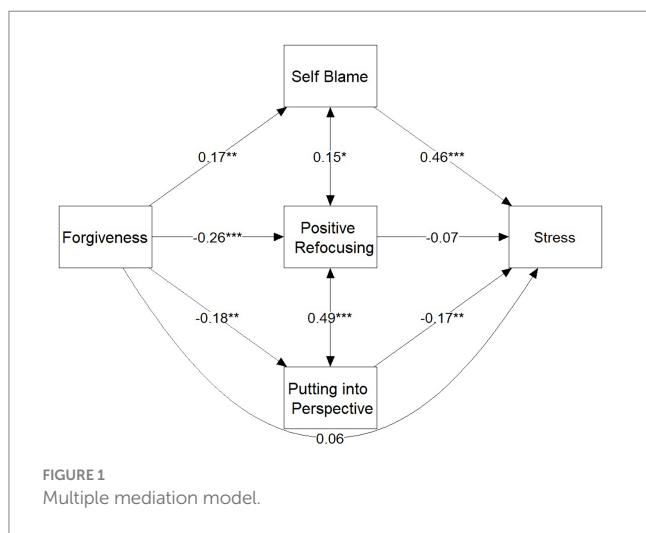 Self Blame
0.17**
0.15*
0.46***
Forgiveness
-0.26***
Positive
Refocusing
-0.07
Stress
-0.18**
0.49***
-0.17**
Putting into
Perspective
0.06
FIGURE 1
Multiple mediation model.